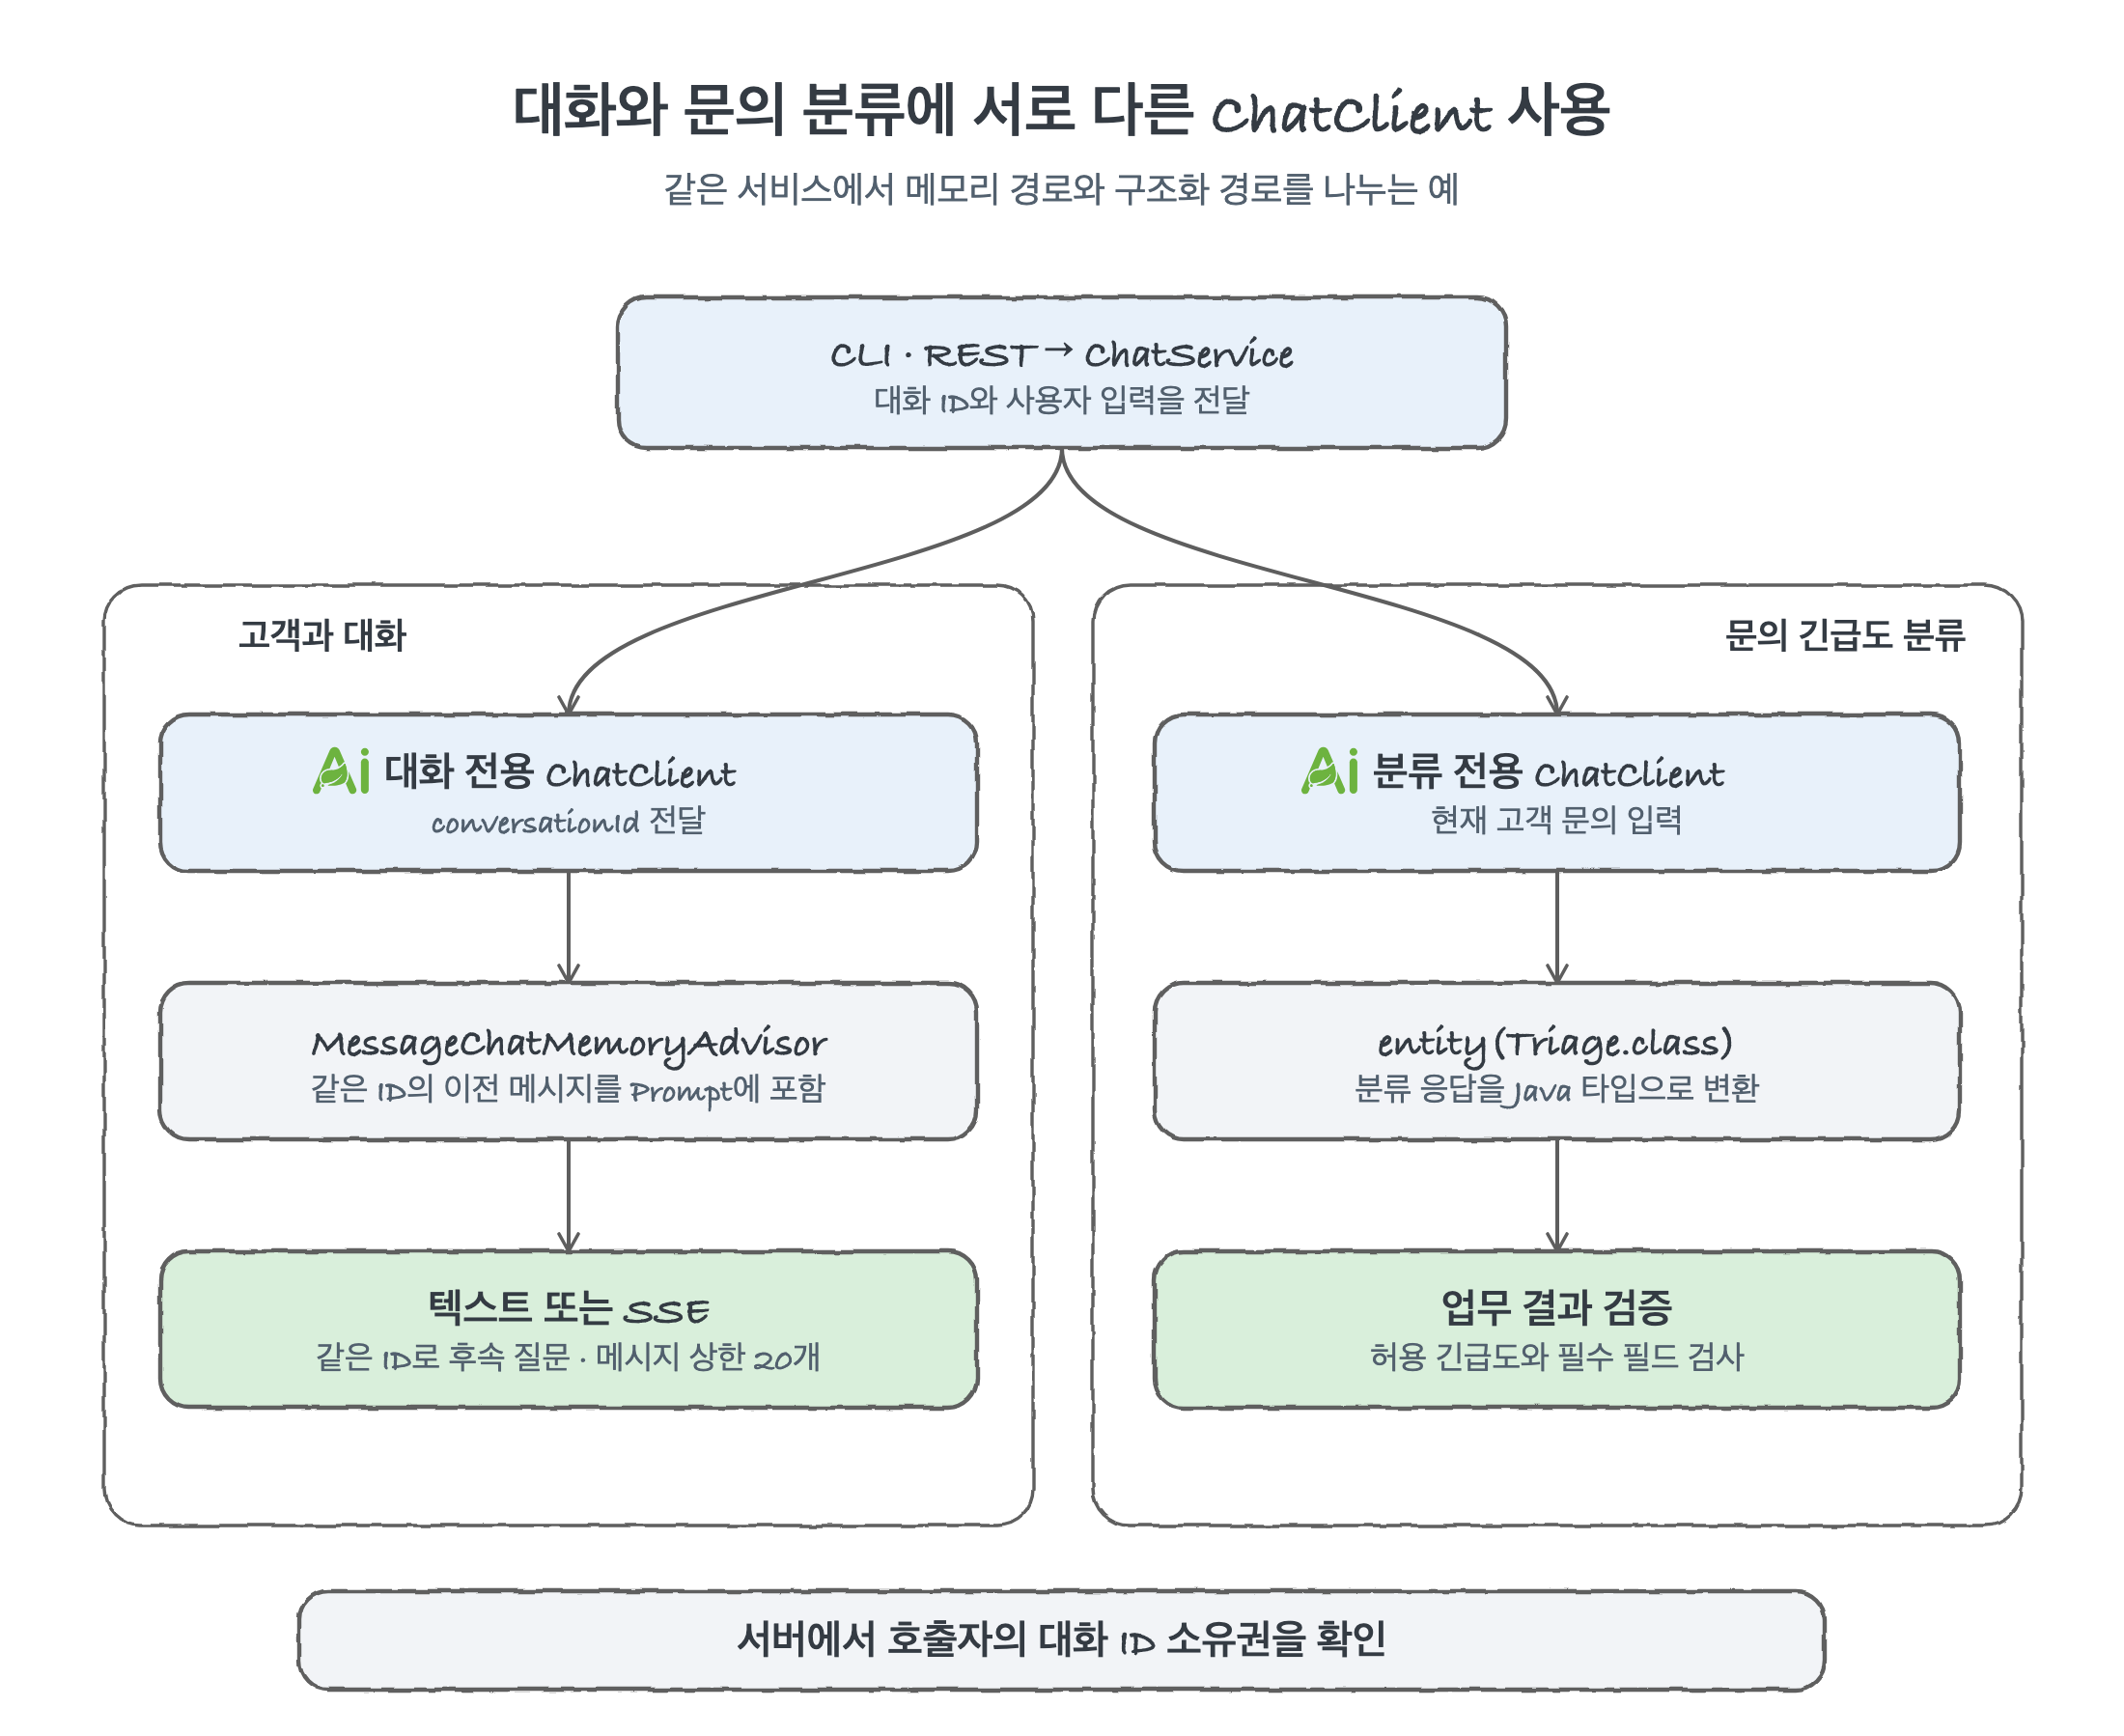 대화와 문의 분류에 서로 다른 ChatClient 사용
같은 서비스에서 메모리 경로와 구조화 경로를 나누는 예
CLI · REST → ChatService
대화 ID와 사용자 입력을 전달
고객과 대화
Ai 대화 전용 ChatClient
conversationId 전달
MessageChatMemoryAdvisor
같은 ID의 이전 메시지를 Prompt에 포함
텍스트 또는 SSE
같은 ID로 후속 질문 · 메시지 상한 20개
문의 긴급도 분류
Ai 분류 전용 ChatClient
현재 고객 문의 입력
entity(Triage.class)
분류 응답을 Java 타입으로 변환
업무 결과 검증
허용 긴급도와 필수 필드 검사
서버에서 호출자의 대화 ID 소유권을 확인